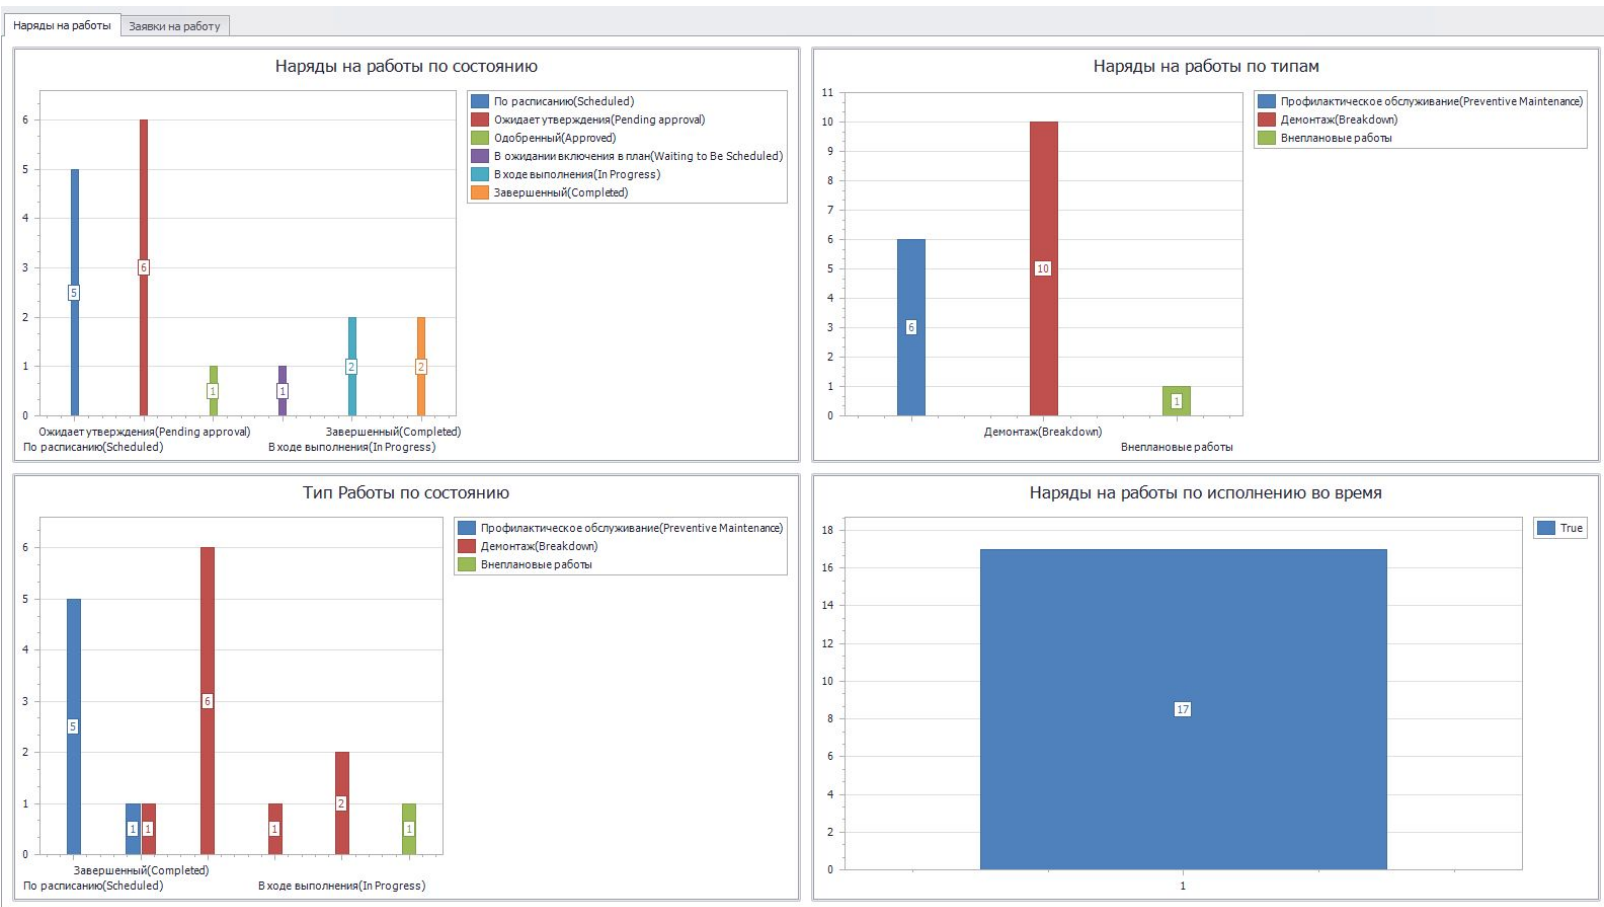 Наряды на работы
Заявки на работу
Наряды на работы по состоянию
6
5
4
3
2
1
0
5
6
1
1
2
2
Ожидает утверждения(Pending approval)
Завершенный(Completed)
По расписанию(Scheduled)
В ходе выполнения(In Progress)
По расписанию(Scheduled)
Ожидает утверждения(Pending approval)
Одобренный(Approved)
В ожидании включения в план(Waiting to Be Scheduled)
В ходе выполнения(In Progress)
Завершенный(Completed)
Наряды на работы по типам
11
10
9
8
7
6
5
4
3
2
1
0
6
10
1
Демонтаж(Breakdown)
Внеплановые работы
Профилактическое обслуживание(Preventive Maintenance)
Демонтаж(Breakdown)
Внеплановые работы
Тип Работы по состоянию
6
5
4
3
2
1
0
5
1
1
6
1
2
1
Завершенный(Completed)
По расписанию(Scheduled)
В ходе выполнения(In Progress)
Профилактическое обслуживание(Preventive Maintenance)
Демонтаж(Breakdown)
Внеплановые работы
Наряды на работы по исполнению во время
18
16
14
12
10
8
6
4
2
0
17
1
True